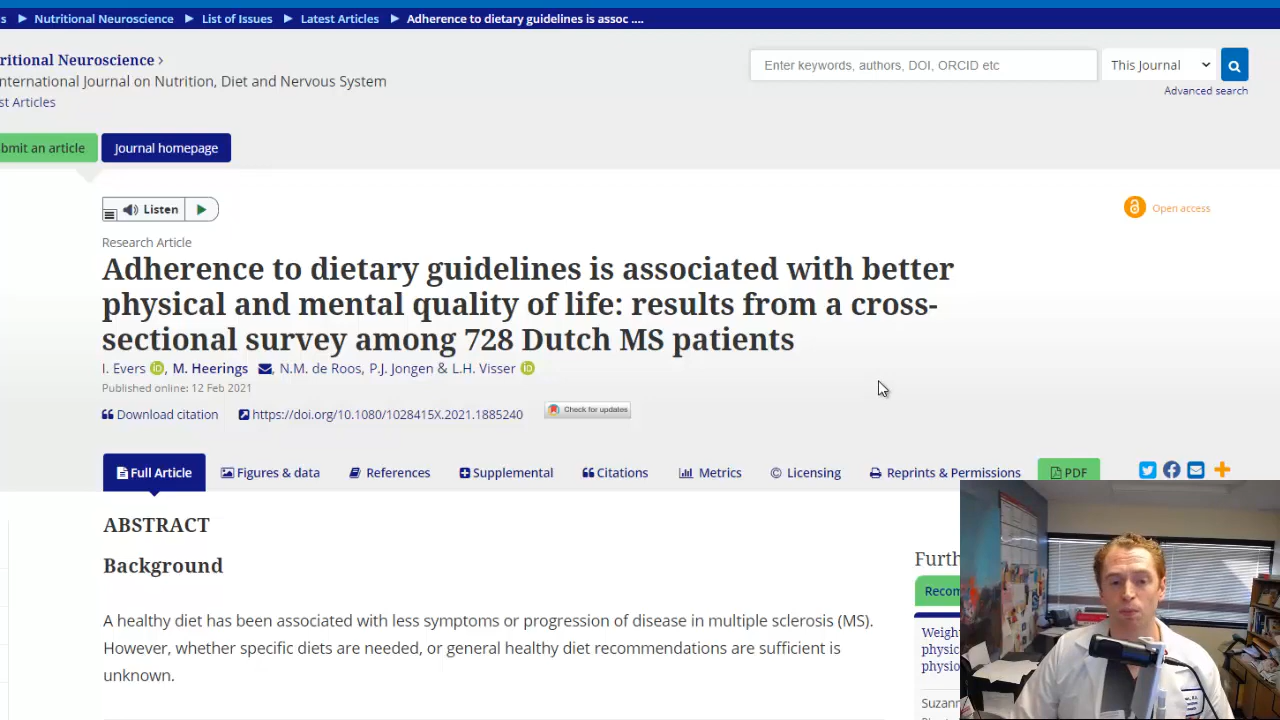 s ▶ Nutritional Neuroscience ▶ List of Issues ▶ Latest Articles ▶ Adherence to dietary guidelines is assoc ....
ritional Neuroscience >
nternational Journal on Nutrition, Diet and Nervous System
st Articles
Enter keywords, authors, DOI, ORCID etc
This Journal
Advanced search
bmit an article
Journal homepage
Listen
Open access
Research Article
Adherence to dietary guidelines is associated with better
physical and mental quality of life: results from a cross-
sectional survey among 728 Dutch MS patients
I. Evers, M. Heerings, N.M. de Roos, P.J. Jongen & L.H. Visser
Published online: 12 Feb 2021
Download citation https://doi.org/10.1080/1028415X.2021.1885240 Check for updates
Full Article Figures & data References Supplemental Citations Metrics © Licensing Reprints & Permissions PDF
ABSTRACT
Background
A healthy diet has been associated with less symptoms or progression of disease in multiple sclerosis (MS).
However, whether specific diets are needed, or general healthy diet recommendations are sufficient is
unknown.
Furth
Recom
Weigh
physic
physio
Suzann